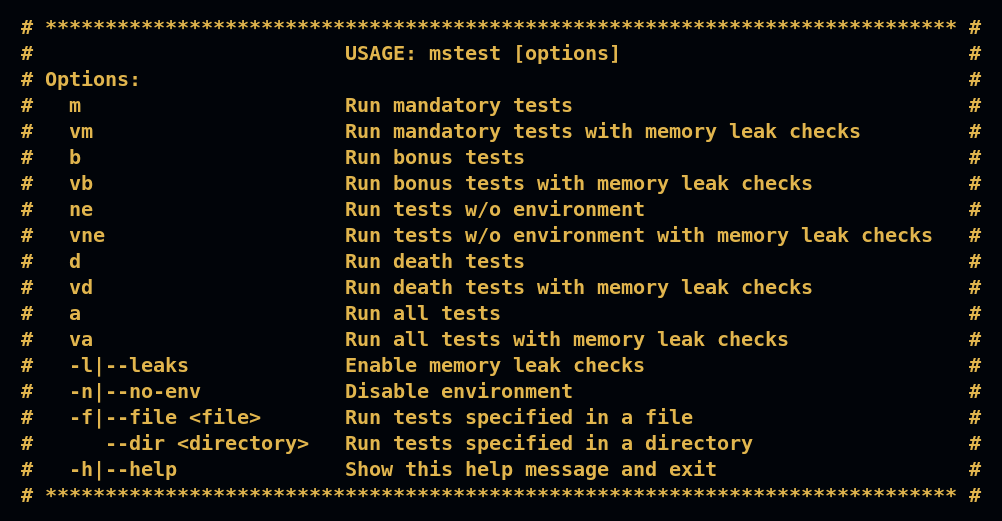 # **************************************************************************** #
#                          USAGE: mstest [options]                             #
# Options:                                                                     #
#   m                      Run mandatory tests                                 #
#   vm                     Run mandatory tests with memory leak checks         #
#   b                      Run bonus tests                                     #
#   vb                     Run bonus tests with memory leak checks             #
#   ne                     Run tests w/o environment                           #
#   vne                    Run tests w/o environment with memory leak checks   #
#   d                      Run death tests                                     #
#   vd                     Run death tests with memory leak checks             #
#   a                      Run all tests                                       #
#   va                     Run all tests with memory leak checks               #
#   -l|--leaks             Enable memory leak checks                           #
#   -n|--no-env            Disable environment                                 #
#   -f|--file <file>       Run tests specified in a file                       #
#      --dir <directory>   Run tests specified in a directory                  #
#   -h|--help              Show this help message and exit                     #
# **************************************************************************** #